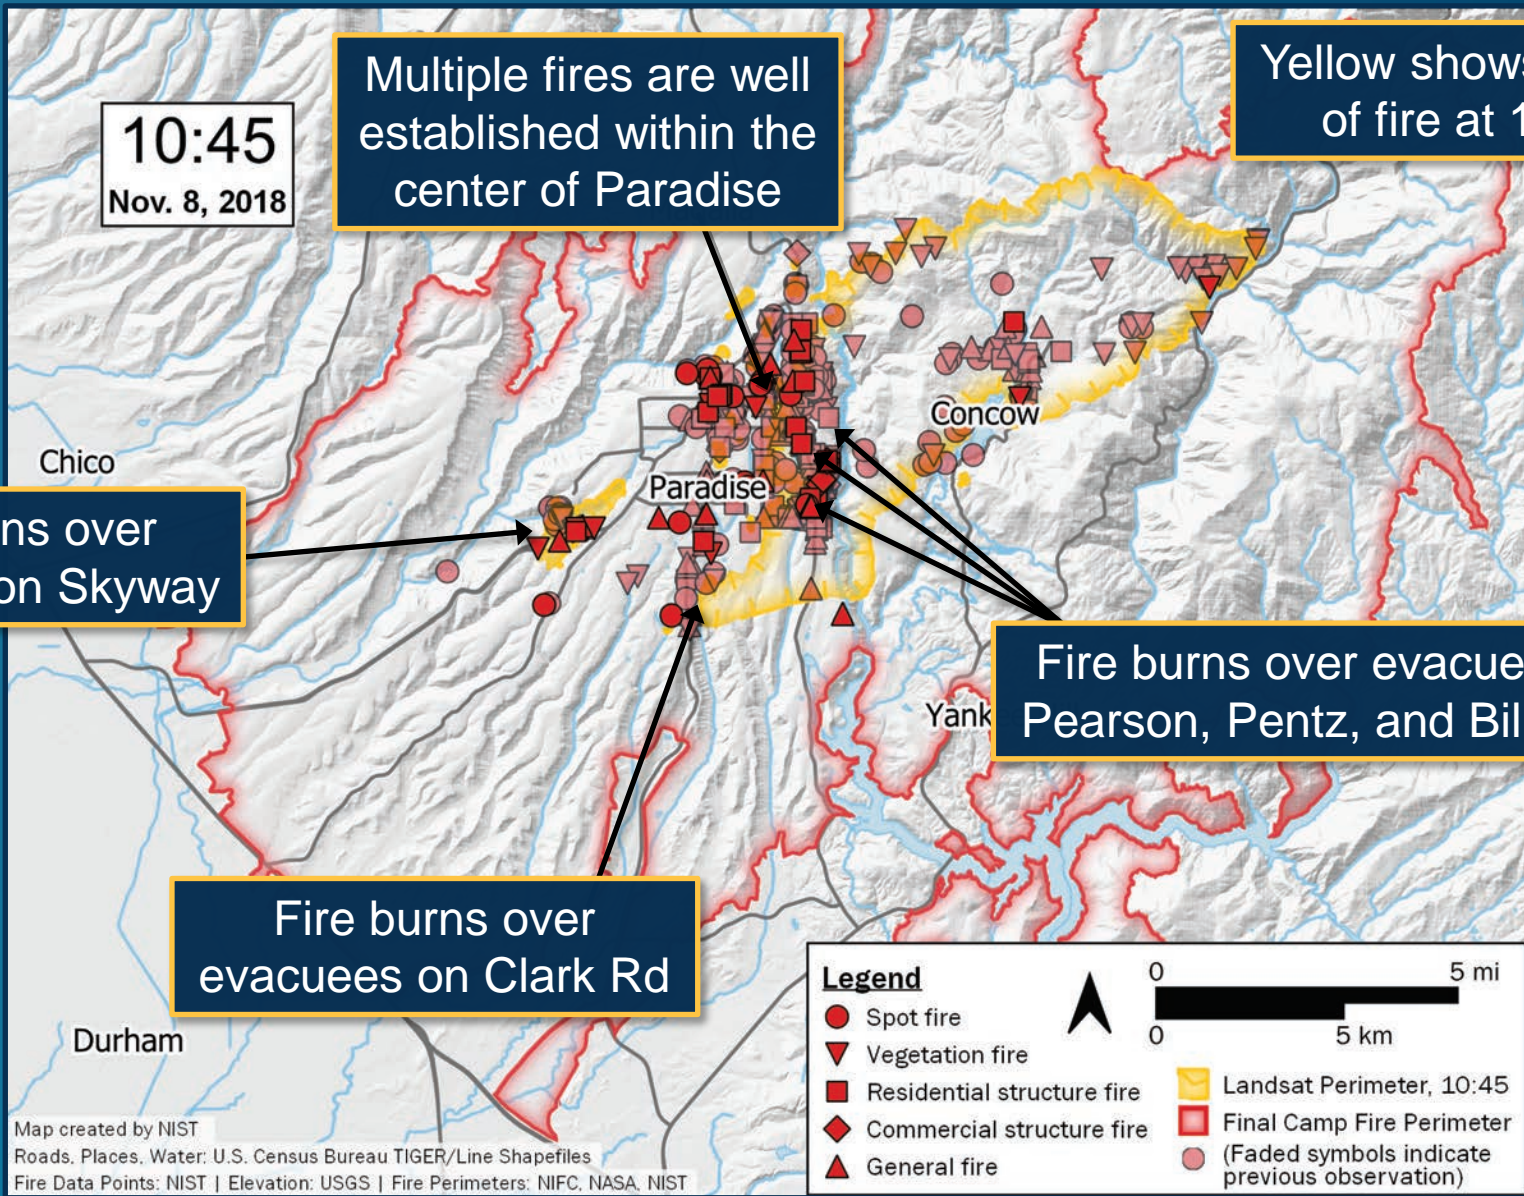 10:45
Nov. 8, 2018
Multiple fires are well
established within the
center of Paradise
Yellow shows
of fire at 1
Chico
Paradise
Concow
ns over
on Skyway
Fire burns over evacue
Pearson, Pentz, and Bil
Yank
Fire burns over
evacuees on Clark Rd
Durham
Legend
Spot fire
Vegetation fire
Residential structure fire
Commercial structure fire
General fire
0 5 mi
0 5 km
Landsat Perimeter, 10:45
Final Camp Fire Perimeter
(Faded symbols indicate
previous observation)
Map created by NIST
Roads, Places, Water: U.S. Census Bureau TIGER/Line Shapefiles
Fire Data Points: NIST | Elevation: USGS | Fire Perimeters: NIFC, NASA, NIST